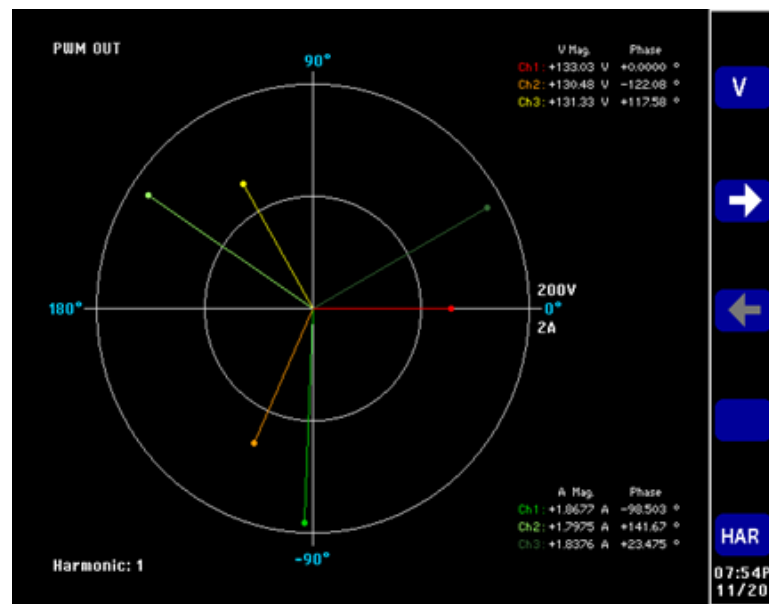 PWM OUT
V Mag. Phase
Ch1: +133.03 V +0.0000 °
Ch2: +130.48 V -122.08 °
Ch3: +131.33 V +117.58 °
90°
V
200V
180° 0°
2A
A Mag. Phase
Ch1: +1.8677 A -98.503 °
Ch2: +1.7975 A +141.67 °
Ch3: +1.8376 A +23.475 °
HAR
-90°
Harmonic: 1
07:54P
11/20